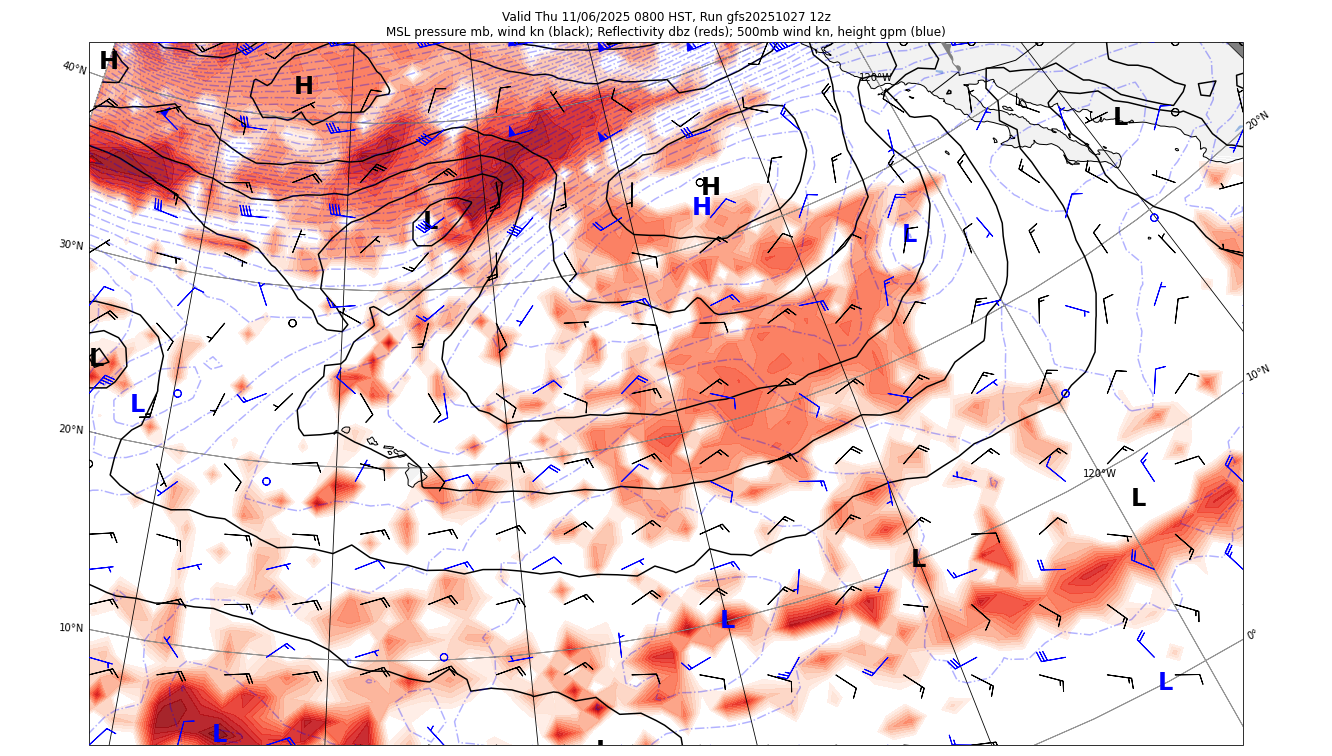 Valid Thu 11/06/2025 0800 HST, Run gfs20251027 12z
MSL pressure mb, wind kn (black); Reflectivity dbz (reds); 500mb wind kn, height gpm (blue)
H
40°N
H
120°W
L
20°N
H
H
L
L
30°N
L
10°N
L
20°N
120°W
L
L
10°N
L
0°
L
L
L